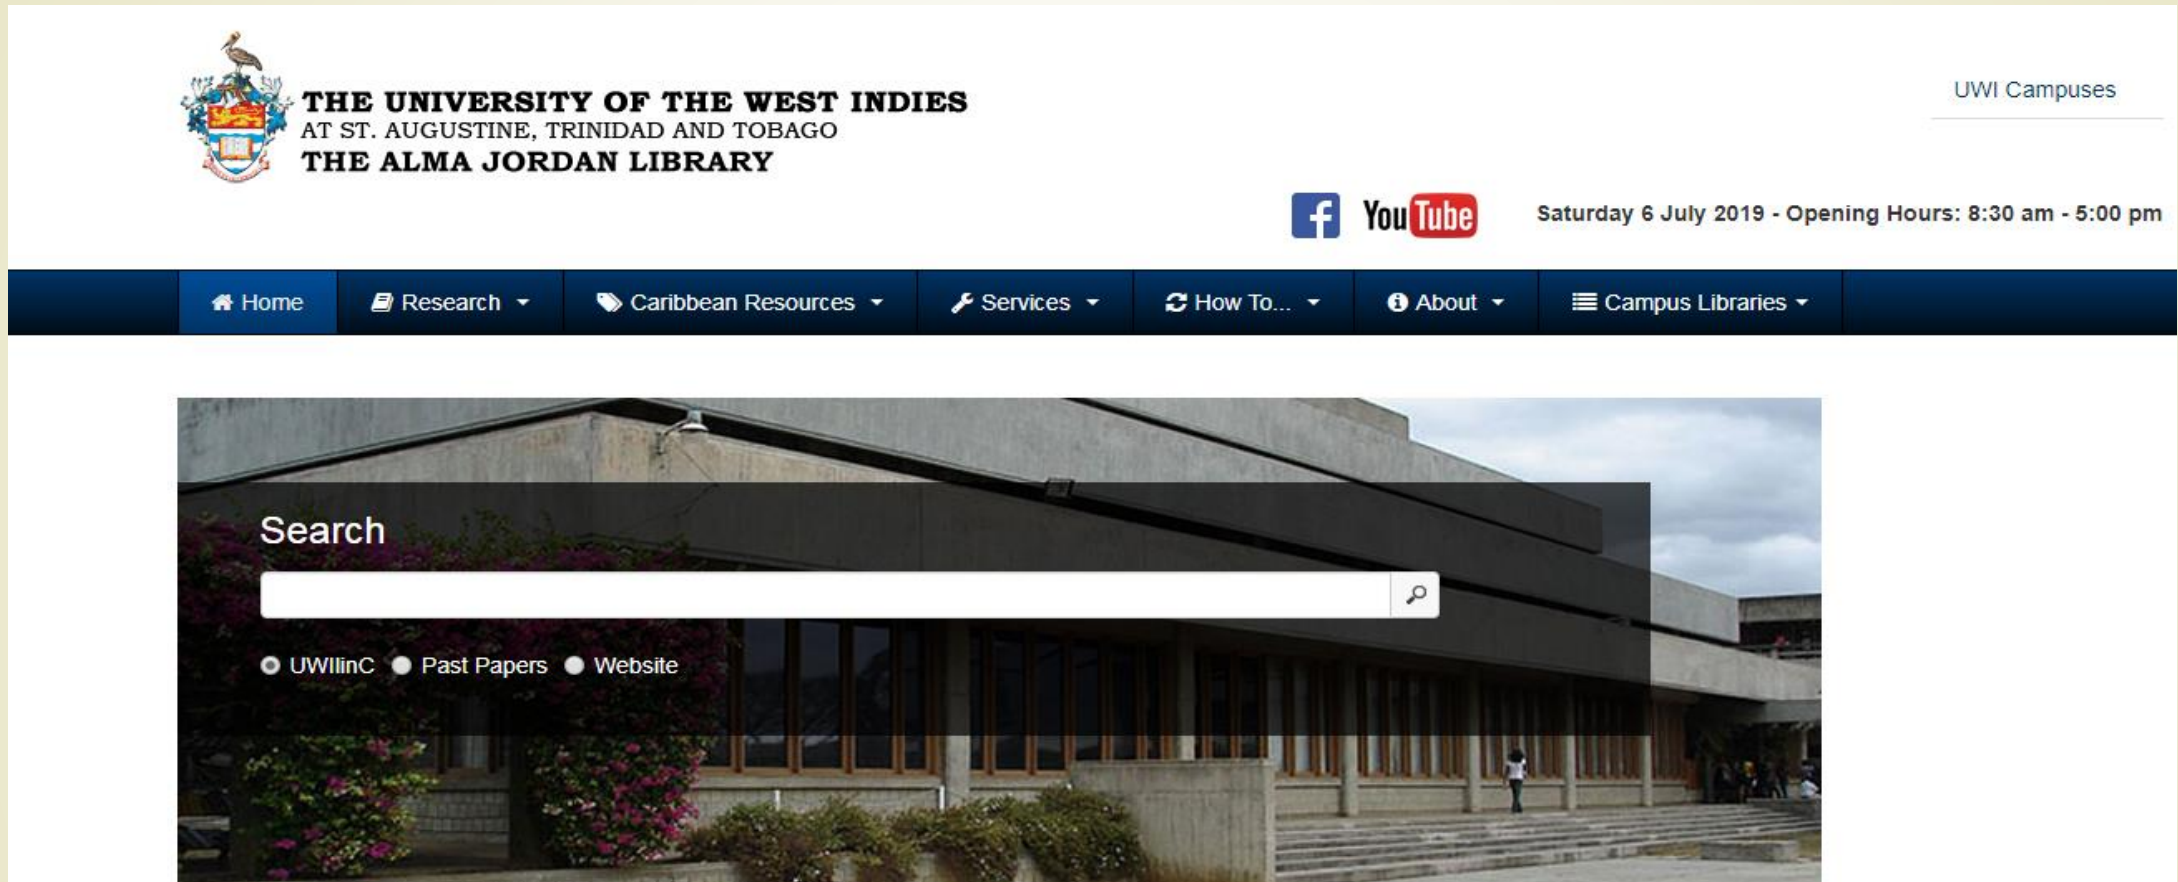 THE UNIVERSITY OF THE WEST INDIES
AT ST. AUGUSTINE, TRINIDAD AND TOBAGO
THE ALMA JORDAN LIBRARY
UWI Campuses
f YouTube Saturday 6 July 2019 - Opening Hours: 8:30 am - 5:00 pm
Home Research Caribbean Resources Services How To... About Campus Libraries
Search
UWIlinC Past Papers Website